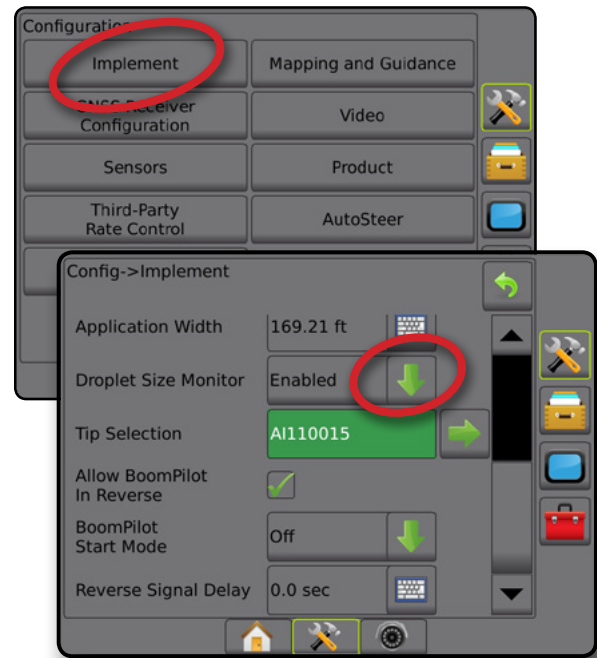 Configuration
Implement
Mapping and Guidance
GNSS Receiver
Configuration
Video
Sensors
Product
Third-Party
Rate Control
AutoSteer
Config->Implement
Application Width
169.21 ft
Droplet Size Monitor
Enabled
Tip Selection
AI110015
Allow BoomPilot
In Reverse
BoomPilot
Start Mode
Off
Reverse Signal Delay
0.0 sec